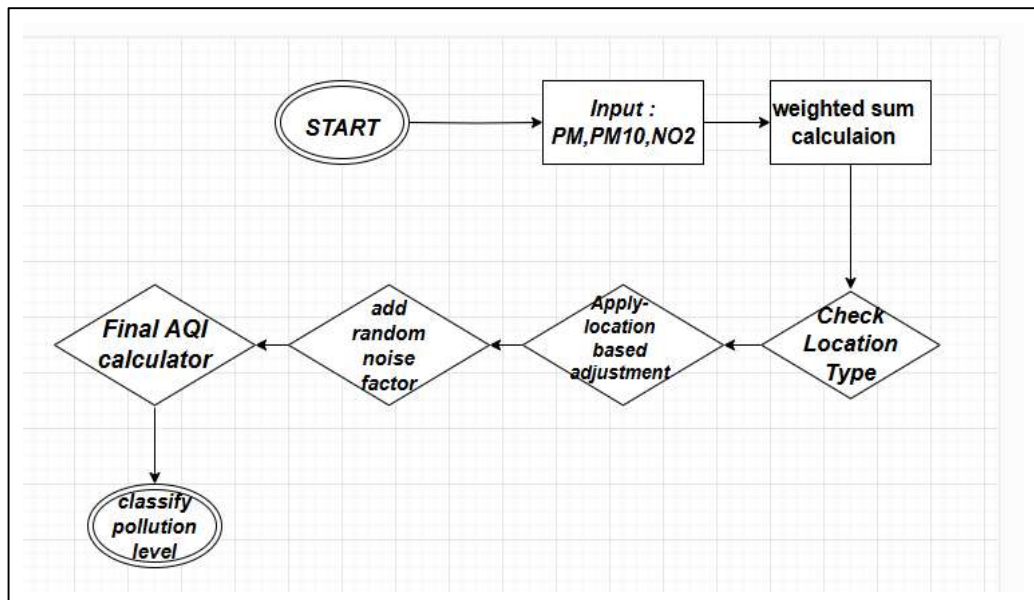 START
Input :
PM,PM10,NO2
weighted sum
calculaion
Check
Location
Type
Apply-
location
based
adjustment
add
random
noise
factor
Final AQI
calculator
classify
pollution
level